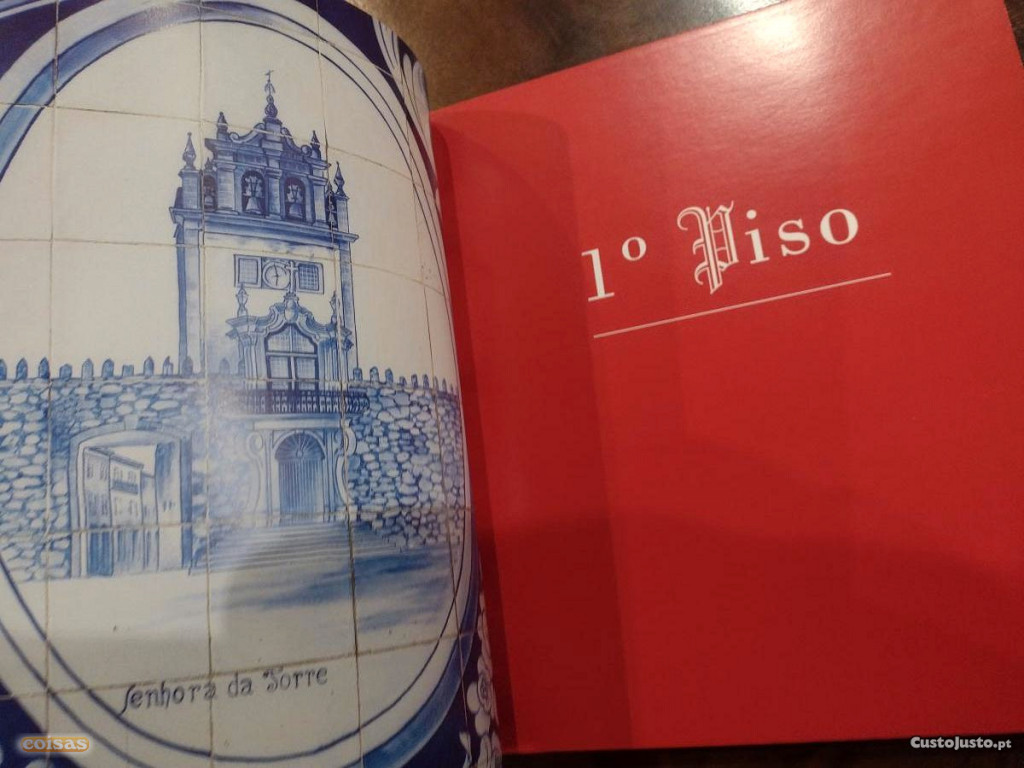 Senhora da Torre
1º Piso
coisas
CustoJusto.pt